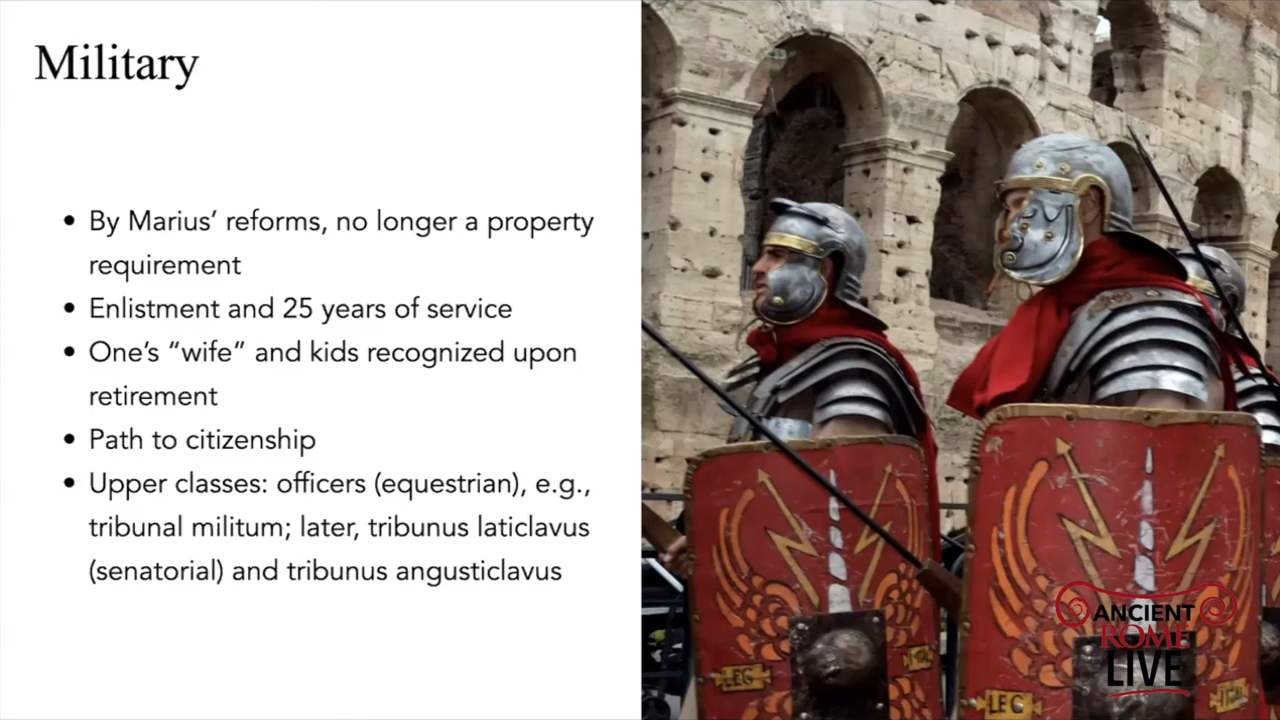 Military
• By Marius’ reforms, no longer a property
requirement
• Enlistment and 25 years of service
• One’s “wife” and kids recognized upon
retirement
• Path to citizenship
• Upper classes: officers (equestrian), e.g.,
tribunal militum; later, tribunus laticlavus
(senatorial) and tribunus angusticlavus
LEG
LEG
ANCIENT
ROME
LIVE